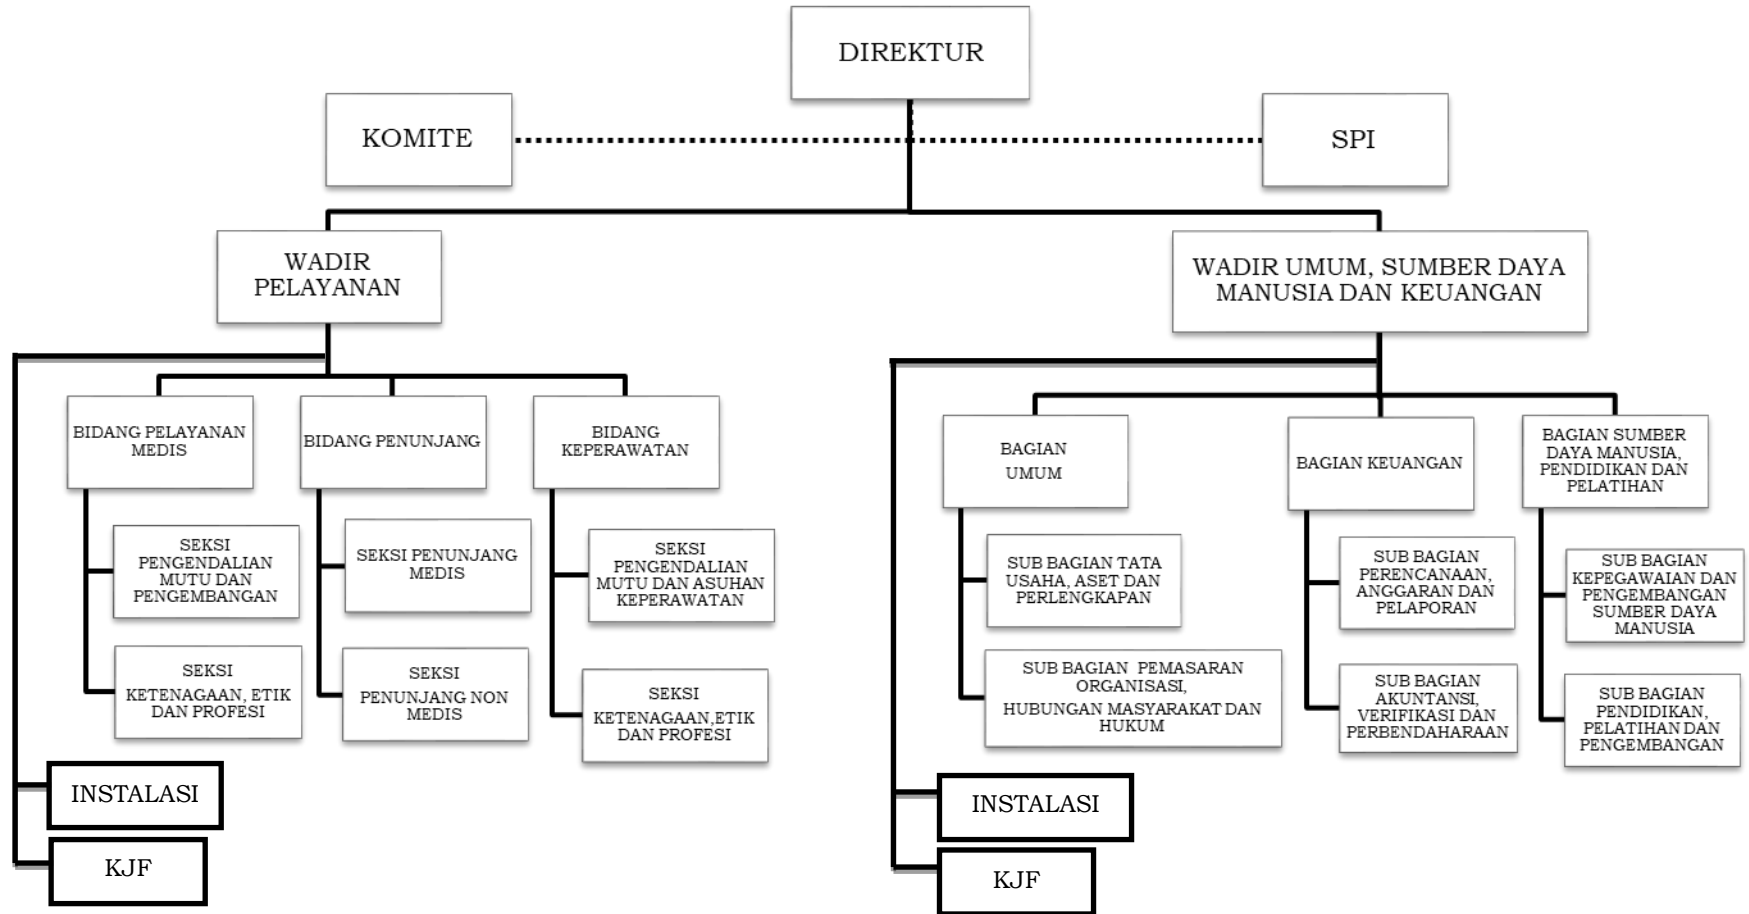 DIREKTUR
KOMITE
SPI
WADIR
PELAYANAN
WADIR UMUM, SUMBER DAYA
MANUSIA DAN KEUANGAN
BIDANG PELAYANAN
MEDIS
BIDANG PENUNJANG
BIDANG
KEPERAWATAN
BAGIAN
UMUM
BAGIAN KEUANGAN
BAGIAN SUMBER
DAYA MANUSIA,
PENDIDIKAN DAN
PELATIHAN
SEKSI
PENGENDALIAN
MUTU DAN
PENGEMBANGAN
SEKSI PENUNJANG
MEDIS
SEKSI
PENGENDALIAN
MUTU DAN ASUHAN
KEPERAWATAN
SUB BAGIAN TATA
USAHA, ASET DAN
PERLENGKAPAN
SUB BAGIAN
PERENCANAAN,
ANGGARAN DAN
PELAPORAN
SUB BAGIAN
KEPEGAWAIAN DAN
PENGEMBANGAN
SUMBER DAYA
MANUSIA
SEKSI
KETENAGAAN, ETIK
DAN PROFESI
SEKSI
PENUNJANG NON
MEDIS
SEKSI
KETENAGAAN,ETIK
DAN PROFESI
SUB BAGIAN  PEMASARAN
ORGANISASI,
HUBUNGAN MASYARAKAT DAN
HUKUM
SUB BAGIAN
AKUNTANSI,
VERIFIKASI DAN
PERBENDAHARAAN
SUB BAGIAN
PENDIDIKAN,
PELATIHAN DAN
PENGEMBANGAN
INSTALASI
KJF
INSTALASI
KJF